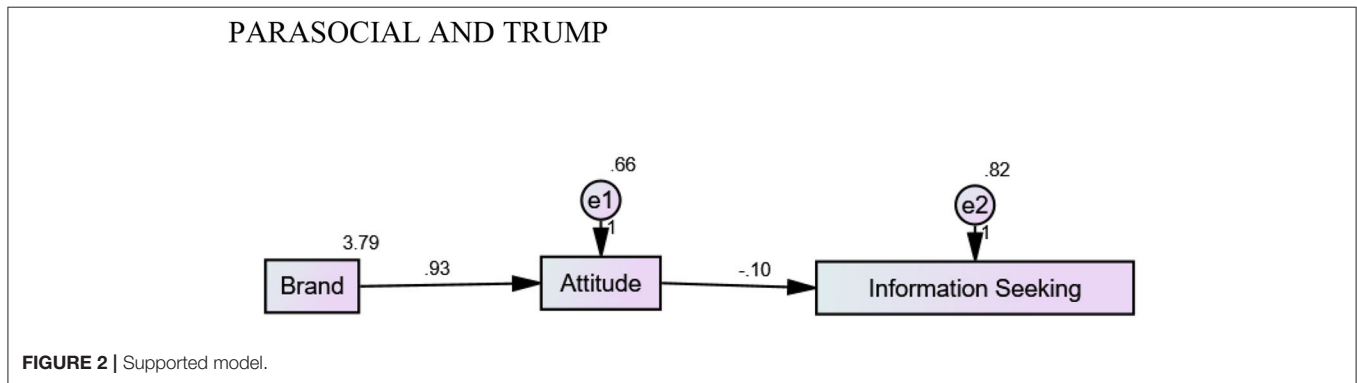 PARASOCIAL AND TRUMP
.66
.82
e1
e2
1
1
3.79
.93
-.10
Brand
Attitude
Information Seeking
FIGURE 2 | Supported model.